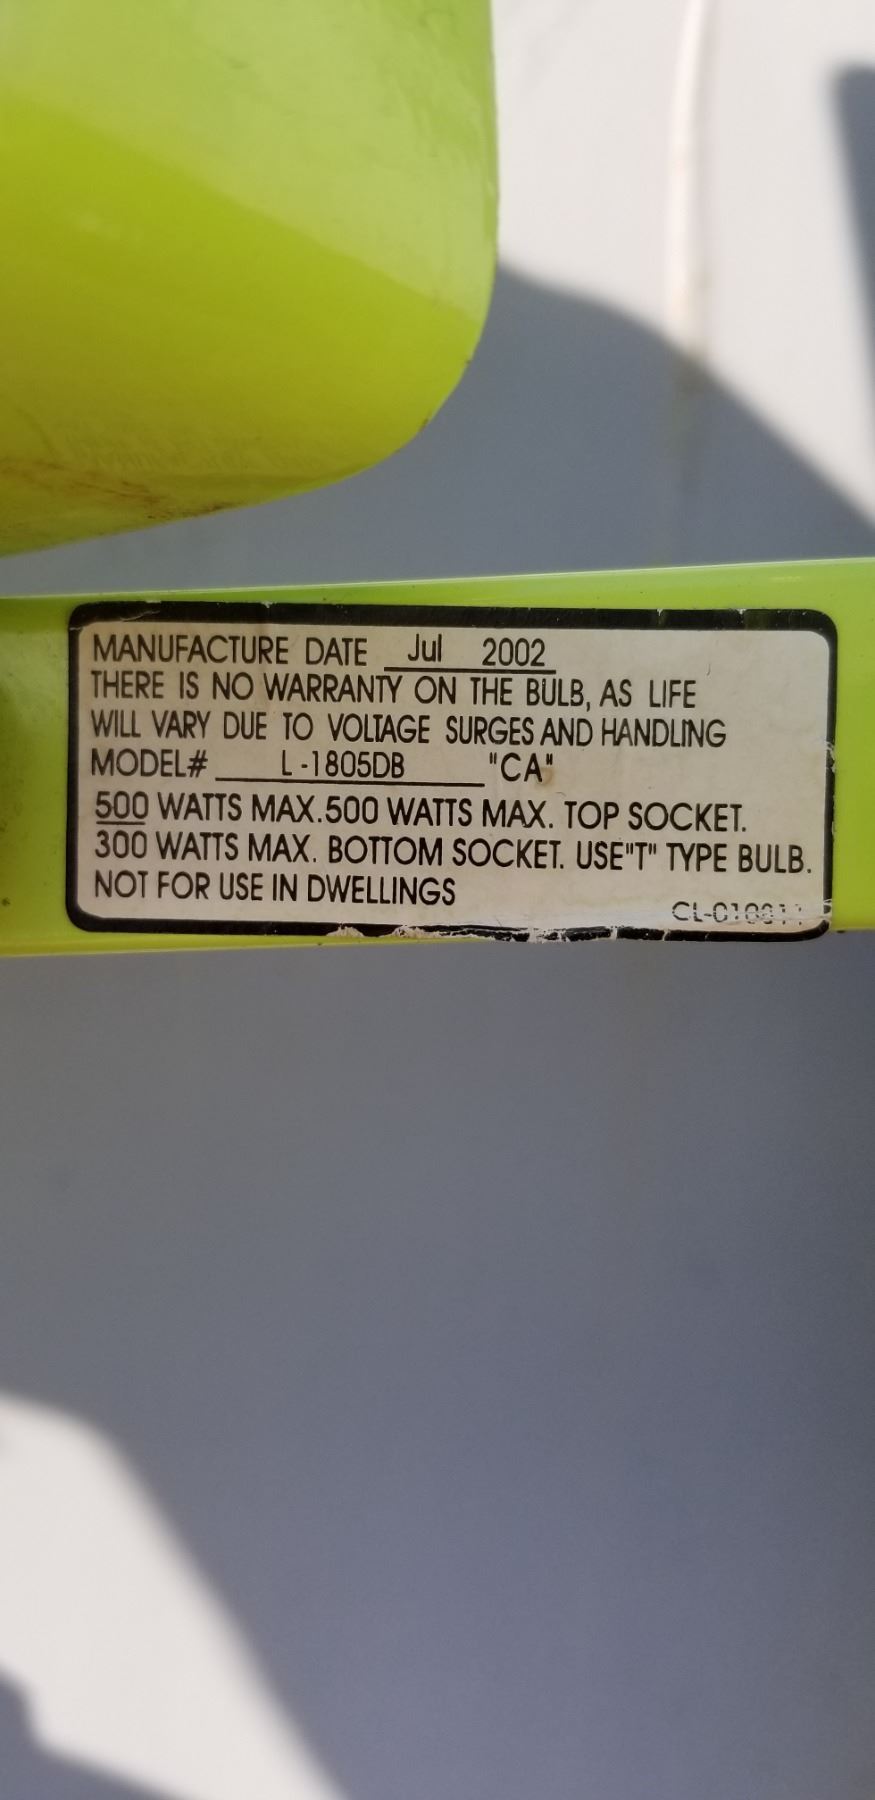 MANUFACTURE DATE Jul 2002
THERE IS NO WARRANTY ON THE BULB, AS LIFE
WILL VARY DUE TO VOLTAGE SURGES AND HANDLING
MODEL# L-1805DB "CA"
500 WATTS MAX.500 WATTS MAX. TOP SOCKET.
300 WATTS MAX. BOTTOM SOCKET. USE"T" TYPE BULB.
NOT FOR USE IN DWELLINGS